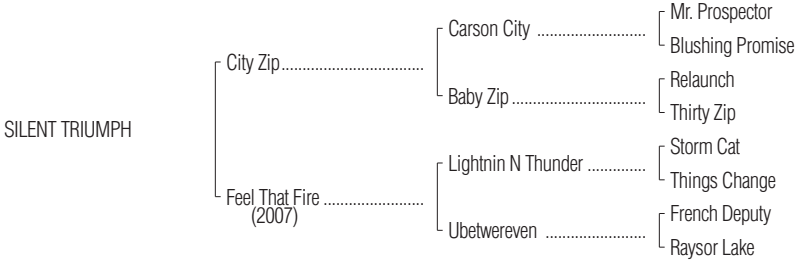 Mr. Prospector
Carson City ..........................
Blushing Promise
City Zip..................................
Relaunch
Baby Zip ................................
Thirty Zip
SILENT TRIUMPH
Storm Cat
Lightnin N Thunder ..............
Things Change
Feel That Fire ........................
(2007)
French Deputy
Ubetwereven ........................
Raysor Lake